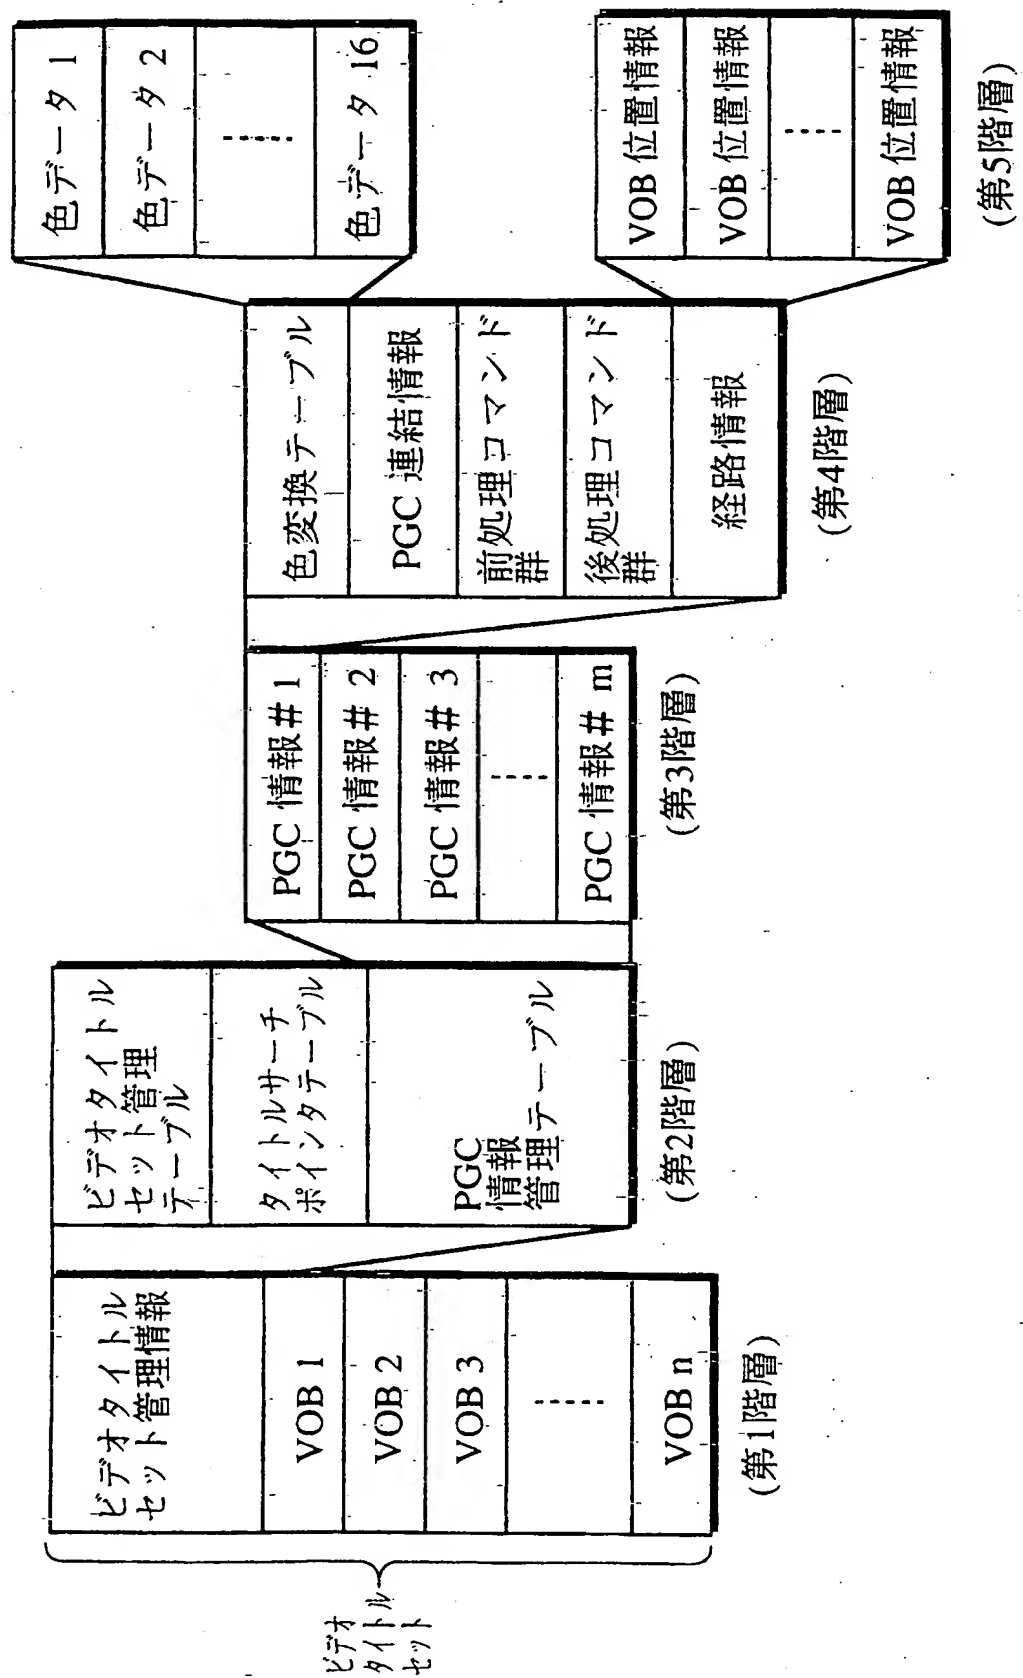 ビデオ
タイトル
セット
ビデオタイトル
セット管理情報
VOB 1
VOB 2
VOB 3
VOB n
(第1階層)
ビデオタイトル
セット管理
テーブル
タイトルサーチ
ポインタテーブル
PGC
情報
管理テーブル
(第2階層)
PGC 情報# 1
PGC 情報# 2
PGC 情報# 3
PGC 情報# m
(第3階層)
色変換テーブル
PGC 連結情報
前処理コマンド
群
後処理コマンド
群
経路情報
(第4階層)
色データ 1
色データ 2
色データ 16
VOB 位置情報
VOB 位置情報
VOB 位置情報
(第5階層)